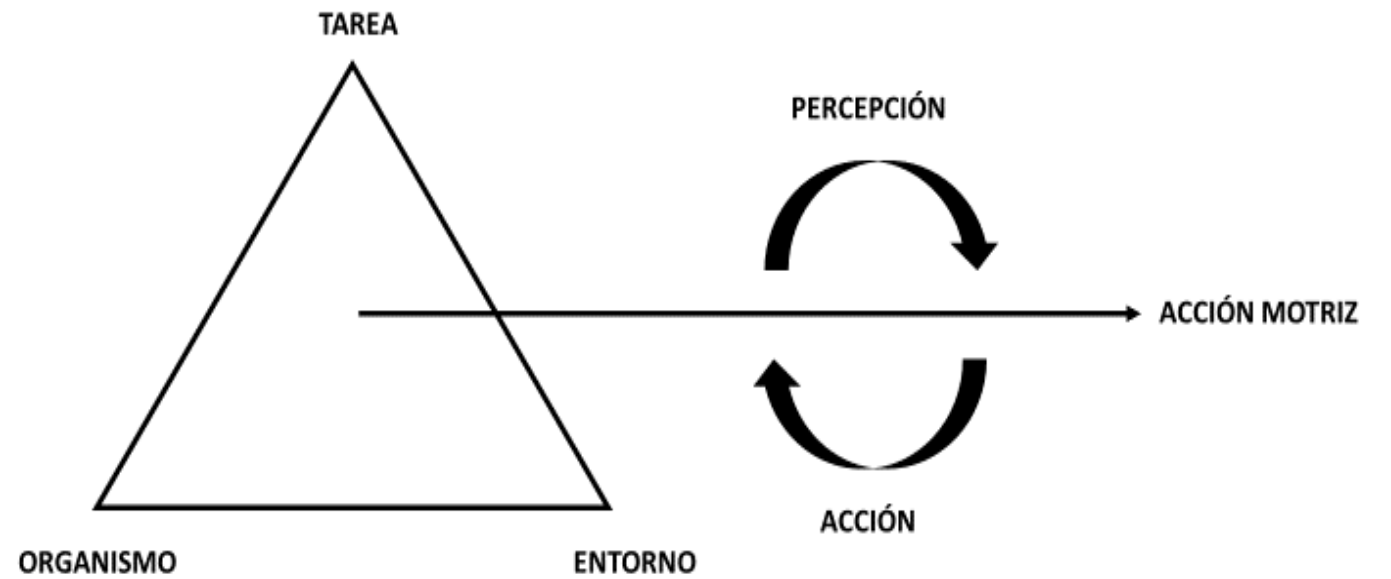 TAREA
PERCEPCIÓN
ACCIÓN MOTRIZ
ACCIÓN
ORGANISMO
ENTORNO